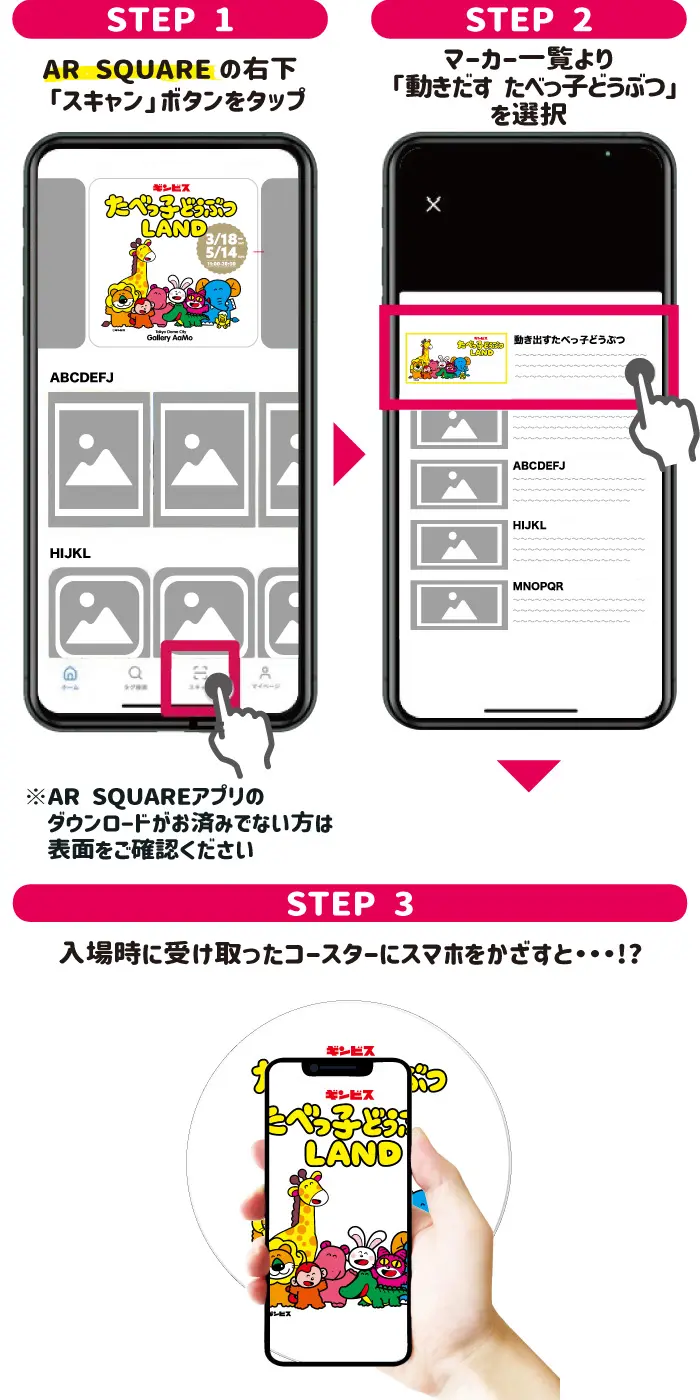 STEP 1
AR SQUARE の右下
「スキャン」ボタンをタップ
ギンビス
たべっ子どうぶつ
LAND
3/18
5/14
Tokyo Dome City
Gallery AaMo
ABCDEFJ
HIJKL
ホーム
タグ検索
スキャ
マイページ
※AR SQUAREアプリの
ダウンロードがお済みでない方は
表面をご確認ください
STEP 2
マーカー一覧より
「動きだす たべっ子どうぶつ」
を選択
ギンビス
たべっ子どうぶつ
LAND
動き出すたべっ子どうぶつ
ABCDEFJ
HIJKL
MNOPQR
STEP 3
入場時に受け取ったコースターにスマホをかざすと・・・!?
ギンビス
ギンビス
たべっ子どうぶつ
LAND
ギンビス